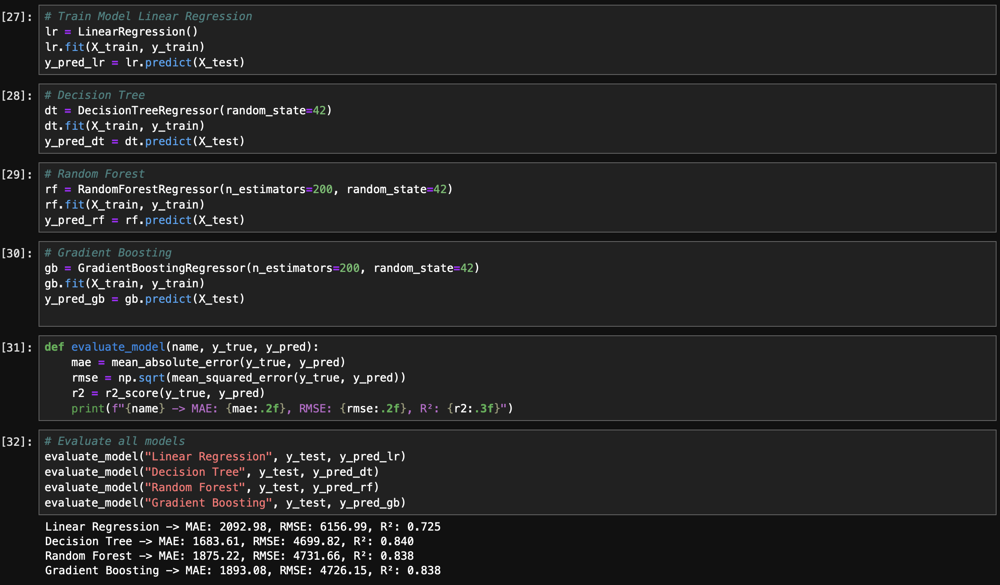 [27]: # Train Model Linear Regression
lr = LinearRegression()
lr.fit(X_train, y_train)
y_pred_lr = lr.predict(X_test)
[28]: # Decision Tree
dt = DecisionTreeRegressor(random_state=42)
dt.fit(X_train, y_train)
y_pred_dt = dt.predict(X_test)
[29]: # Random Forest
rf = RandomForestRegressor(n_estimators=200, random_state=42)
rf.fit(X_train, y_train)
y_pred_rf = rf.predict(X_test)
[30]: # Gradient Boosting
gb = GradientBoostingRegressor(n_estimators=200, random_state=42)
gb.fit(X_train, y_train)
y_pred_gb = gb.predict(X_test)
[31]: def evaluate_model(name, y_true, y_pred):
    mae = mean_absolute_error(y_true, y_pred)
    rmse = np.sqrt(mean_squared_error(y_true, y_pred))
    r2 = r2_score(y_true, y_pred)
    print(f"{name} -> MAE: {mae:.2f}, RMSE: {rmse:.2f}, R²: {r2:.3f}")
[32]: # Evaluate all models
evaluate_model("Linear Regression", y_test, y_pred_lr)
evaluate_model("Decision Tree", y_test, y_pred_dt)
evaluate_model("Random Forest", y_test, y_pred_rf)
evaluate_model("Gradient Boosting", y_test, y_pred_gb)
Linear Regression -> MAE: 2092.98, RMSE: 6156.99, R²: 0.725
Decision Tree -> MAE: 1683.61, RMSE: 4699.82, R²: 0.840
Random Forest -> MAE: 1875.22, RMSE: 4731.66, R²: 0.838
Gradient Boosting -> MAE: 1893.08, RMSE: 4726.15, R²: 0.838